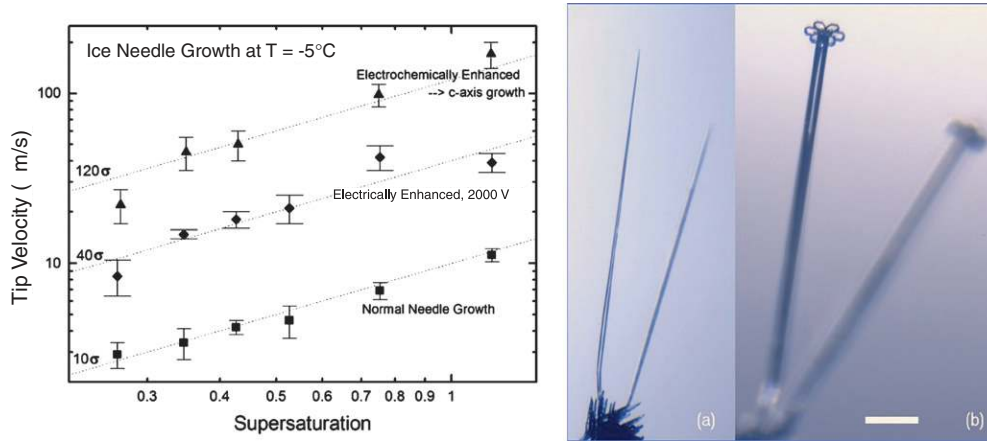 Ice Needle Growth at T = -5°C
Electrochemically Enhanced
--> c-axis growth
100
120σ
Electrically Enhanced, 2000 V
40σ
10
Normal Needle Growth
10σ
Tip Velocity ( m/s)
0.3 0.4 0.5 0.6 0.7 0.8 0.9 1
Supersaturation
(a)
(b)